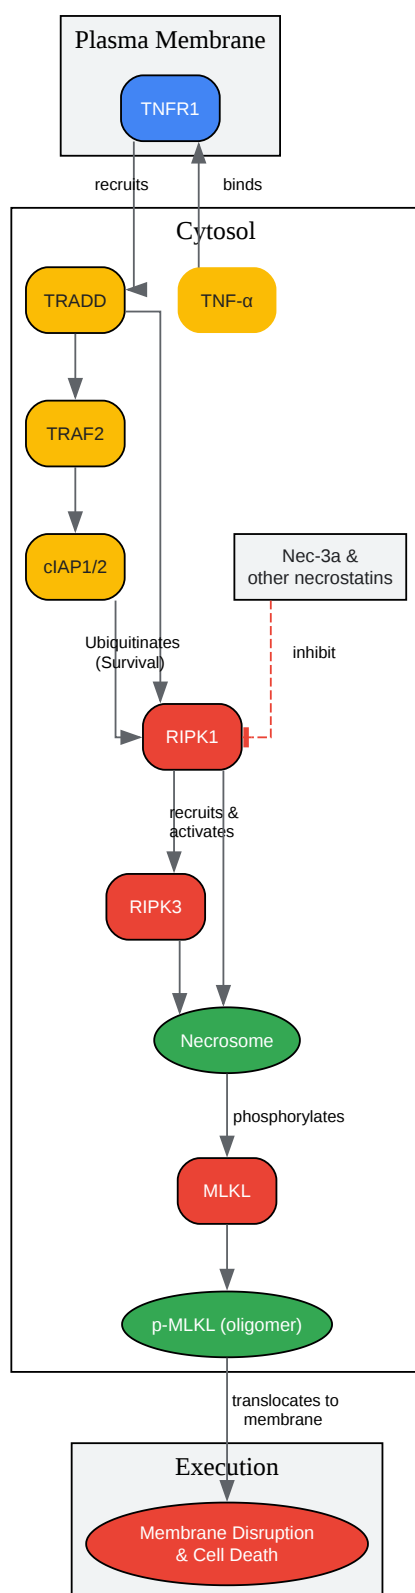 Plasma Membrane
TNFR1
recruits
binds
Cytosol
TRADD
TNF-α
TRAF2
cIAP1/2
Nec-3a &
other necrostatins
Ubiquitinates
(Survival)
inhibit
RIPK1
recruits &
activates
RIPK3
Necrosome
phosphorylates
MLKL
p-MLKL (oligomer)
translocates to
membrane
Execution
Membrane Disruption
& Cell Death